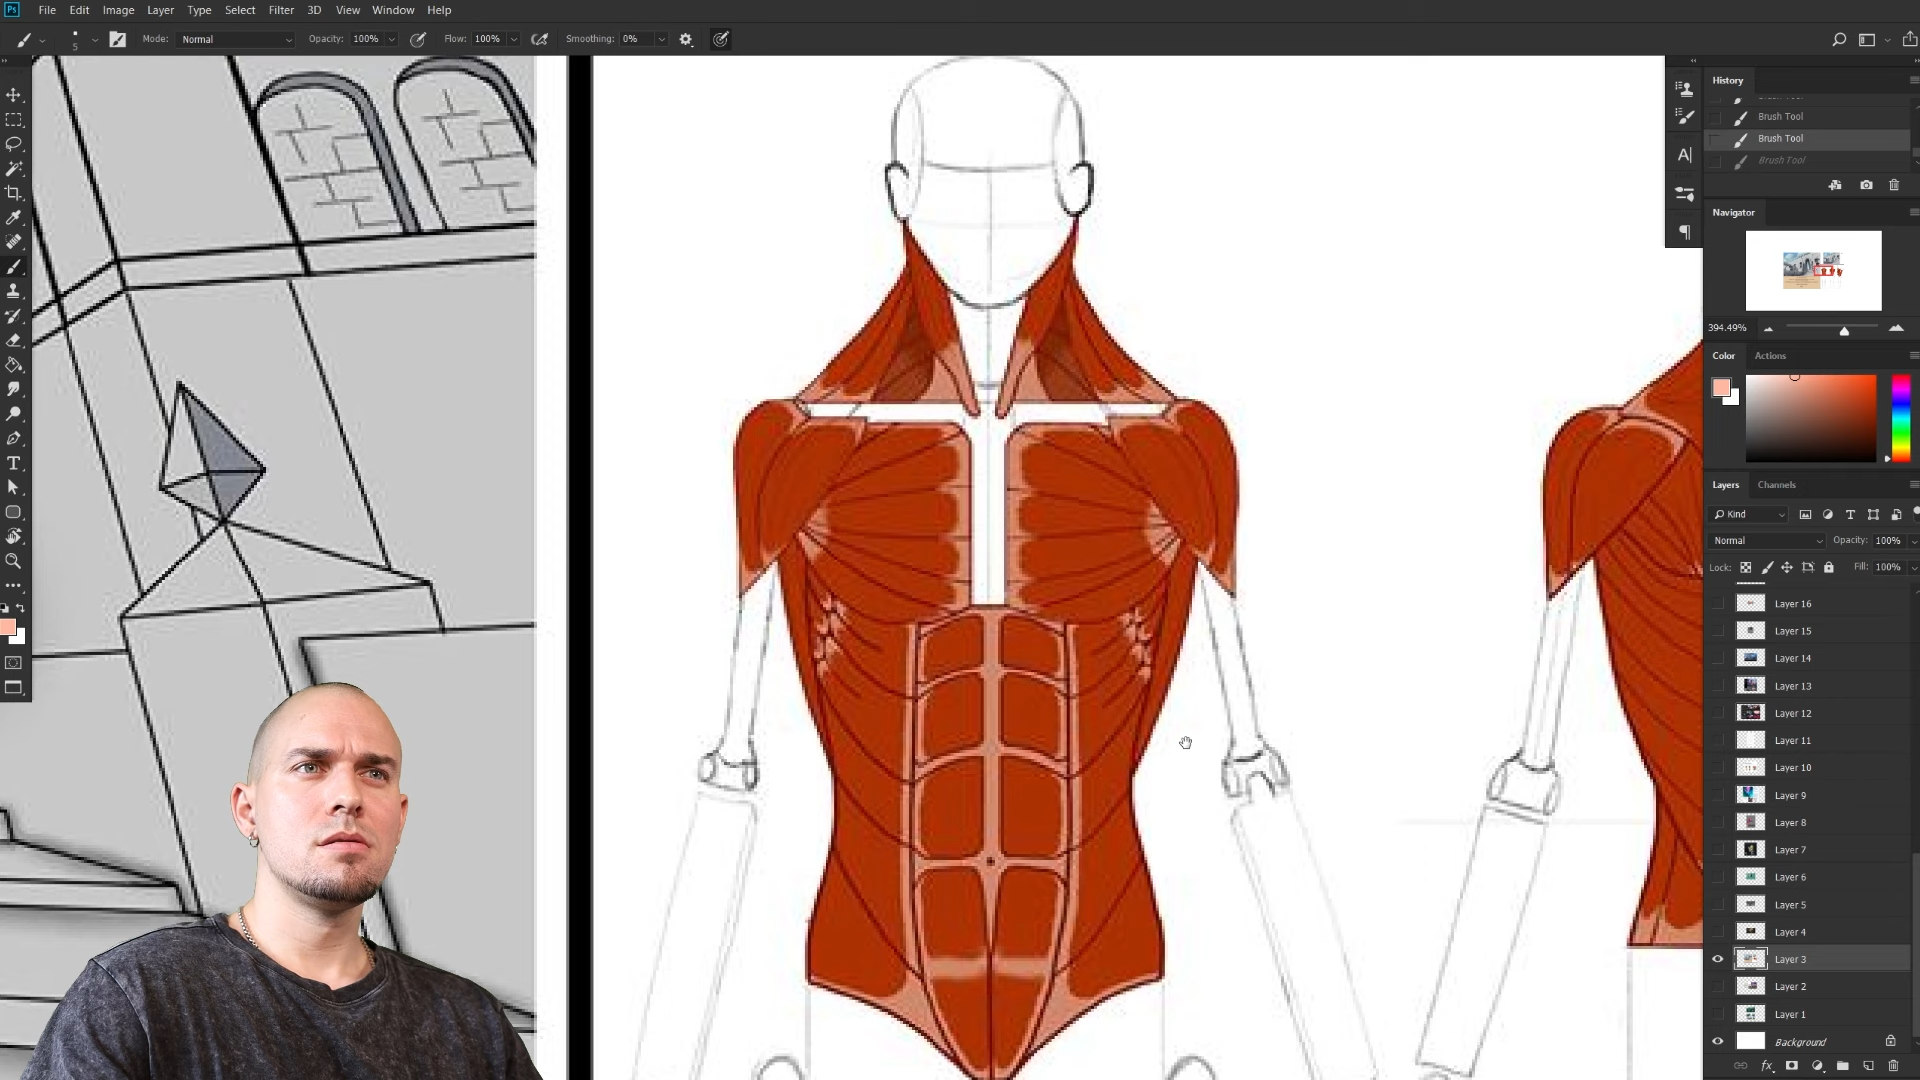 Ps File Edit Image Layer Type Select Filter 3D View Window Help
5 Mode: Normal Opacity: 100% Flow: 100% Smoothing: 0%
History
Brush Tool
Brush Tool
Brush Tool
Navigator
394.49%
Color Actions
Layers Channels
Kind
Normal Opacity: 100%
Lock: Fill: 100%
Layer 16
Layer 15
Layer 14
Layer 13
Layer 12
Layer 11
Layer 10
Layer 9
Layer 8
Layer 7
Layer 6
Layer 5
Layer 4
Layer 3
Layer 2
Layer 1
Background
fx